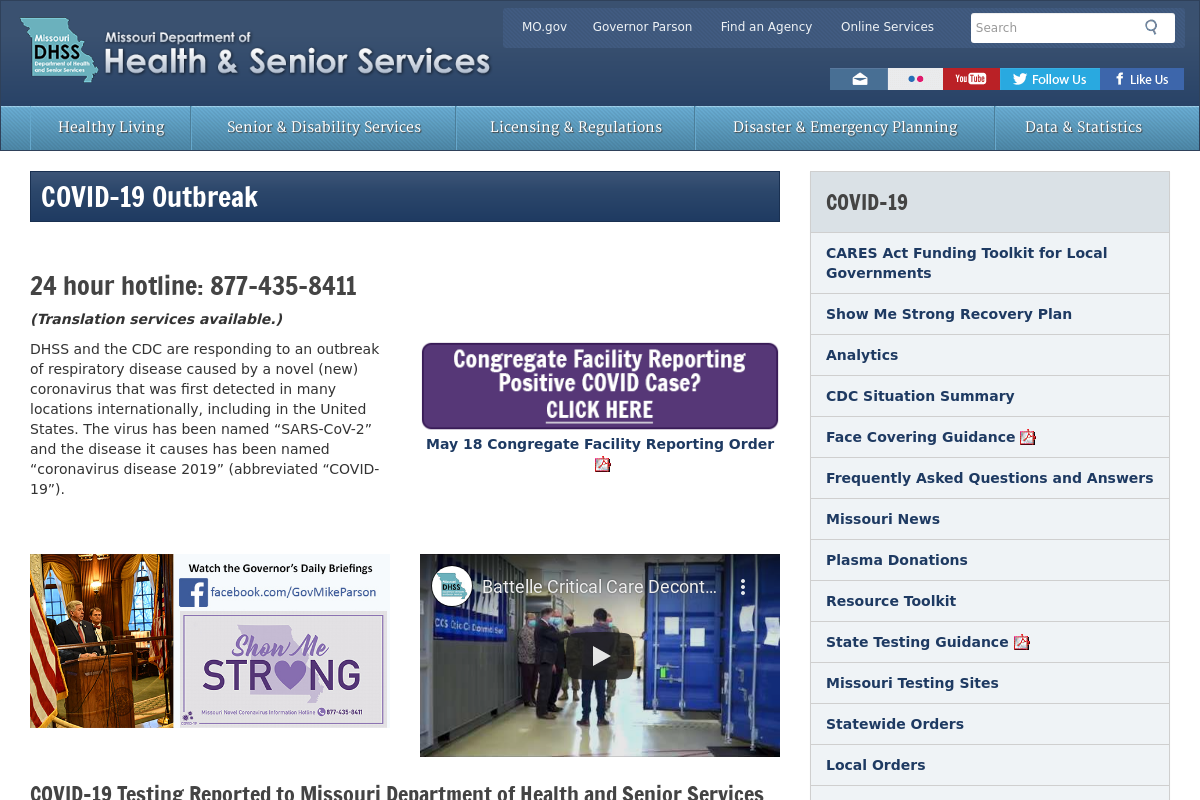 MO.gov
Governor Parson
Find an Agency
Online Services
Search
Missouri
DHSS
Department of Health
and Senior Services
Missouri Department of
Health & Senior Services
You Tube
Follow Us
Like Us
Healthy Living
Senior & Disability Services
Licensing & Regulations
Disaster & Emergency Planning
Data & Statistics
COVID-19 Outbreak
24 hour hotline: 877-435-8411
(Translation services available.)
DHSS and the CDC are responding to an outbreak
of respiratory disease caused by a novel (new)
coronavirus that was first detected in many
locations internationally, including in the United
States. The virus has been named “SARS-CoV-2”
and the disease it causes has been named
“coronavirus disease 2019” (abbreviated “COVID-
19”).
Congregate Facility Reporting
Positive COVID Case?
CLICK HERE
May 18 Congregate Facility Reporting Order
Watch the Governor's Daily Briefings
facebook.com/GovMikeParson
Show Me
STRONG
Missouri Novel Coronavirus Information Hotline 877-435-8411
DHSS
Battelle Critical Care Decont...
COVID-19 Testing Reported to Missouri Department of Health and Senior Services
COVID-19
CARES Act Funding Toolkit for Local
Governments
Show Me Strong Recovery Plan
Analytics
CDC Situation Summary
Face Covering Guidance
Frequently Asked Questions and Answers
Missouri News
Plasma Donations
Resource Toolkit
State Testing Guidance
Missouri Testing Sites
Statewide Orders
Local Orders